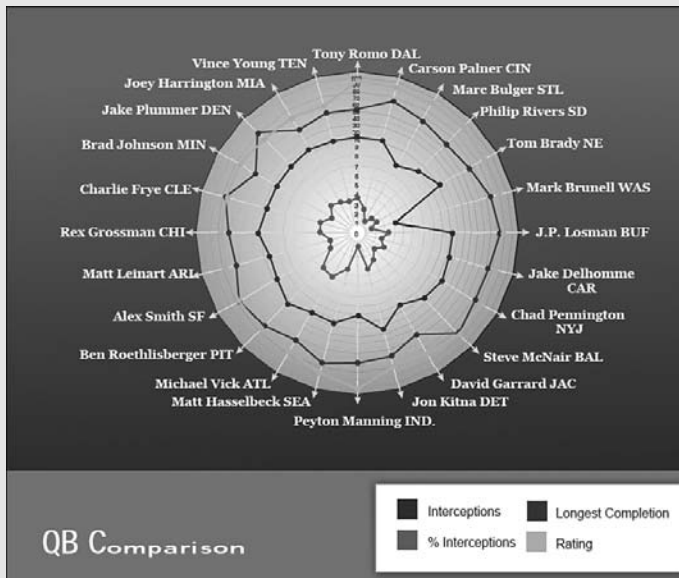 Tony Romo DAL
Vince Young TEN
Carson Palner CIN
Joey Harrington MIA
Marc Bulger STL
Jake Plummer DEN
Philip Rivers SD
Brad Johnson MIN
Tom Brady NE
Charlie Frye CLE
Mark Brunell WAS
Rex Grossman CHI
J.P. Losman BUF
Matt Leinart ARI
Jake Delhomme
CAR
Alex Smith SF
Chad Pennington
NYJ
Ben Roethlisberger PIT
Steve McNair BAL
Michael Vick ATL
David Garrard JAC
Matt Hasselbeck SEA
Jon Kitna DET
Peyton Manning IND.
QB Comparison
Interceptions
Longest Completion
% Interceptions
Rating